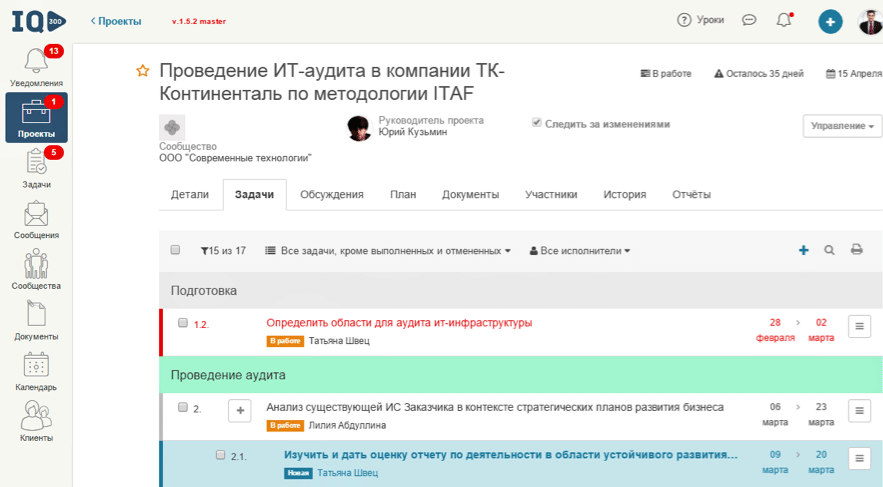 IQ 300
Проекты
v.1.5.2 master
Уроки
13
Уведомления
1
Проекты
5
Задачи
Сообщения
Сообщества
Документы
Календарь
Клиенты
Проведение ИТ-аудита в компании ТК-
Континенталь по методологии ITAF
В работе
Осталось 35 дней
15 Апреля
Сообщество
ООО "Современные технологии"
Руководитель проекта
Юрий Кузьмин
Следить за изменениями
Управление
Детали Задачи Обсуждения План Документы Участники История Отчёты
15 из 17 Все задачи, кроме выполненных и отмененных Все исполнители
Подготовка
1.2. Определить области для аудита ит-инфраструктуры 28 февраля > 02 марта
В работе Татьяна Швец
Проведение аудита
2. Анализ существующей ИС Заказчика в контексте стратегических планов развития бизнеса 06 марта > 23 марта
В работе Лилия Абдуллина
2.1. Изучить и дать оценку отчету по деятельности в области устойчивого развития... 09 марта > 20 марта
Новая Татьяна Швец